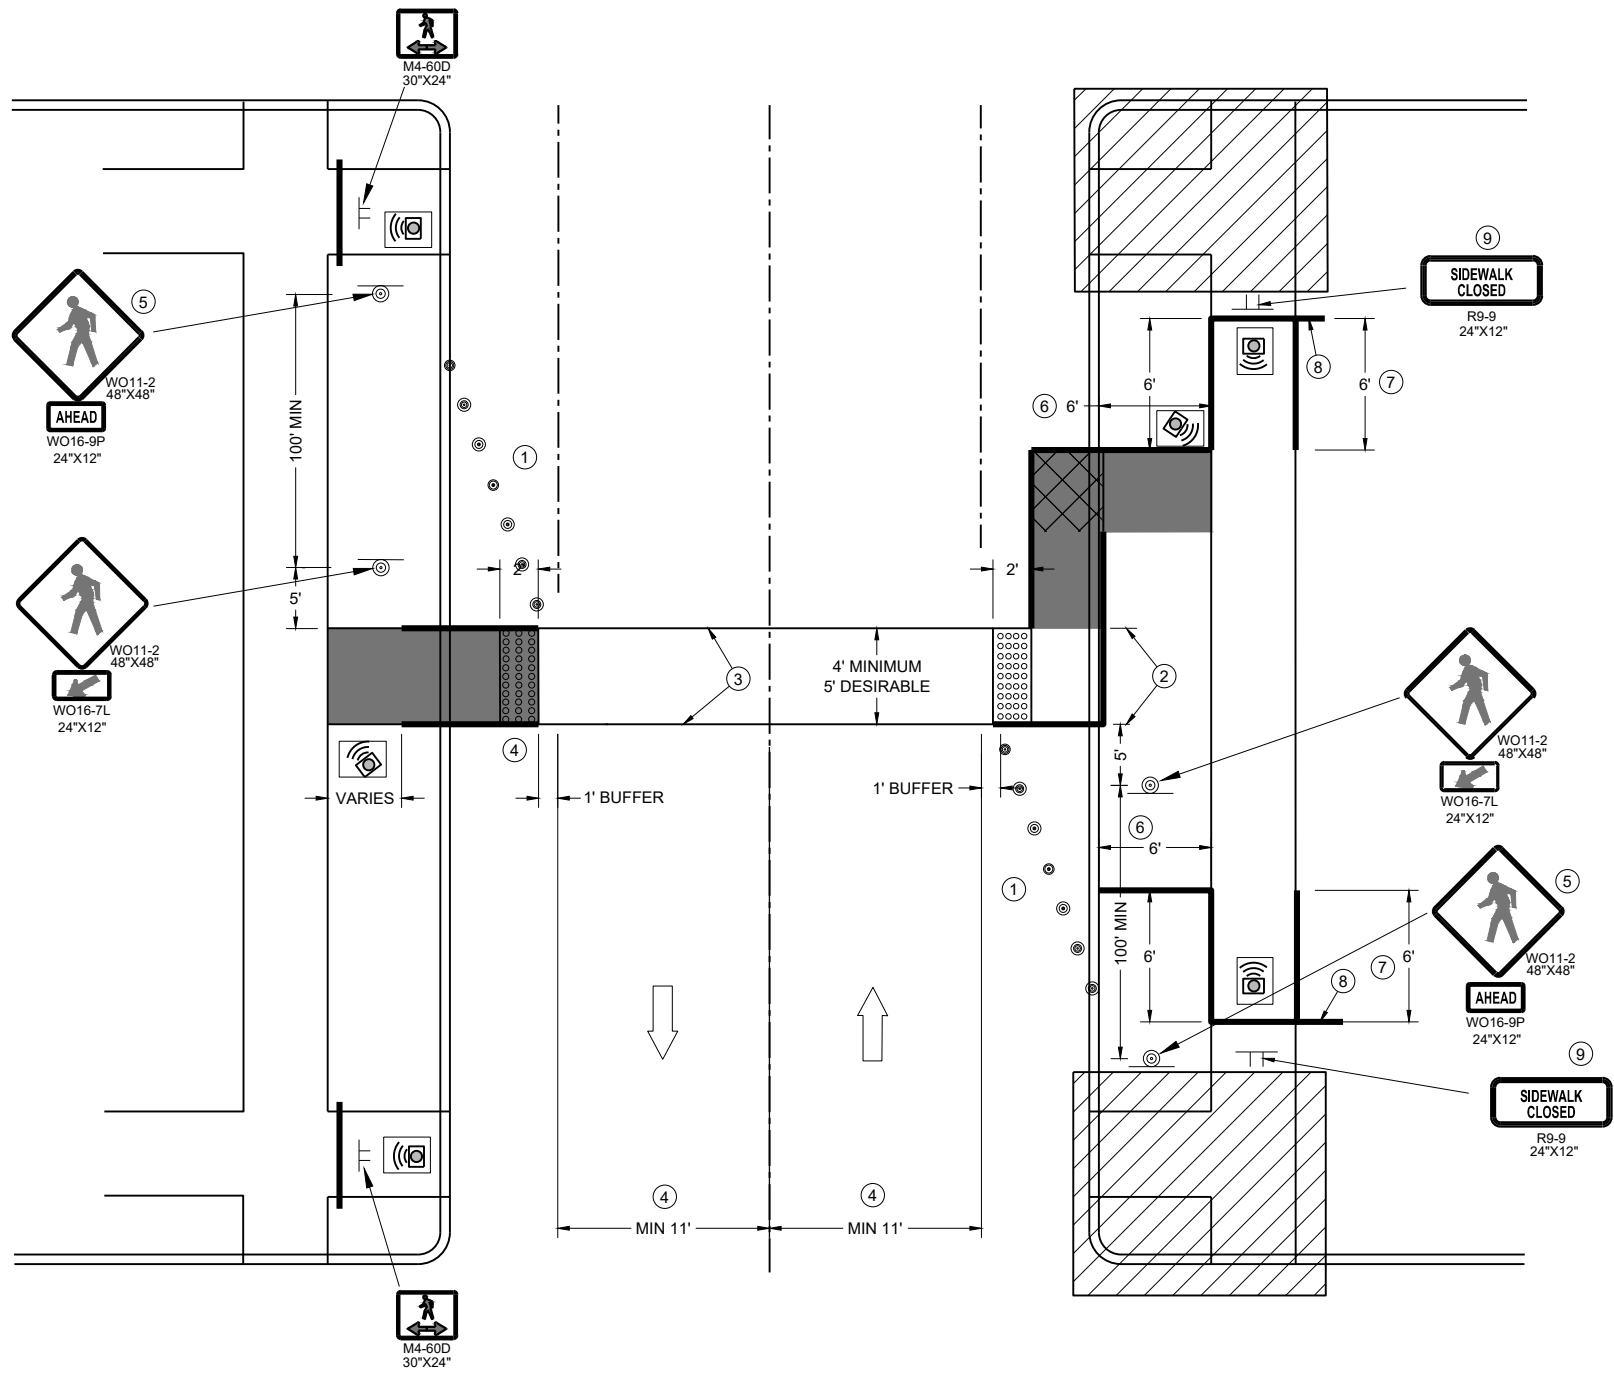 M4-60D
30"X24"
9
SIDEWALK
CLOSED
R9-9
24"X12"
5
WO11-2
48"X48"
AHEAD
WO16-9P
24"X12"
100' MIN
1
6
6'
6'
8
6'
7
WO11-2
48"X48"
WO16-7L
24"X12"
5'
2'
2'
4' MINIMUM
5' DESIRABLE
3
2
4
VARIES
1' BUFFER
1' BUFFER
5'
WO11-2
48"X48"
WO16-7L
24"X12"
6
6'
1
100' MIN
6'
8
7
6'
5
WO11-2
48"X48"
AHEAD
WO16-9P
24"X12"
9
SIDEWALK
CLOSED
R9-9
24"X12"
4
4
MIN 11'
MIN 11'
M4-60D
30"X24"